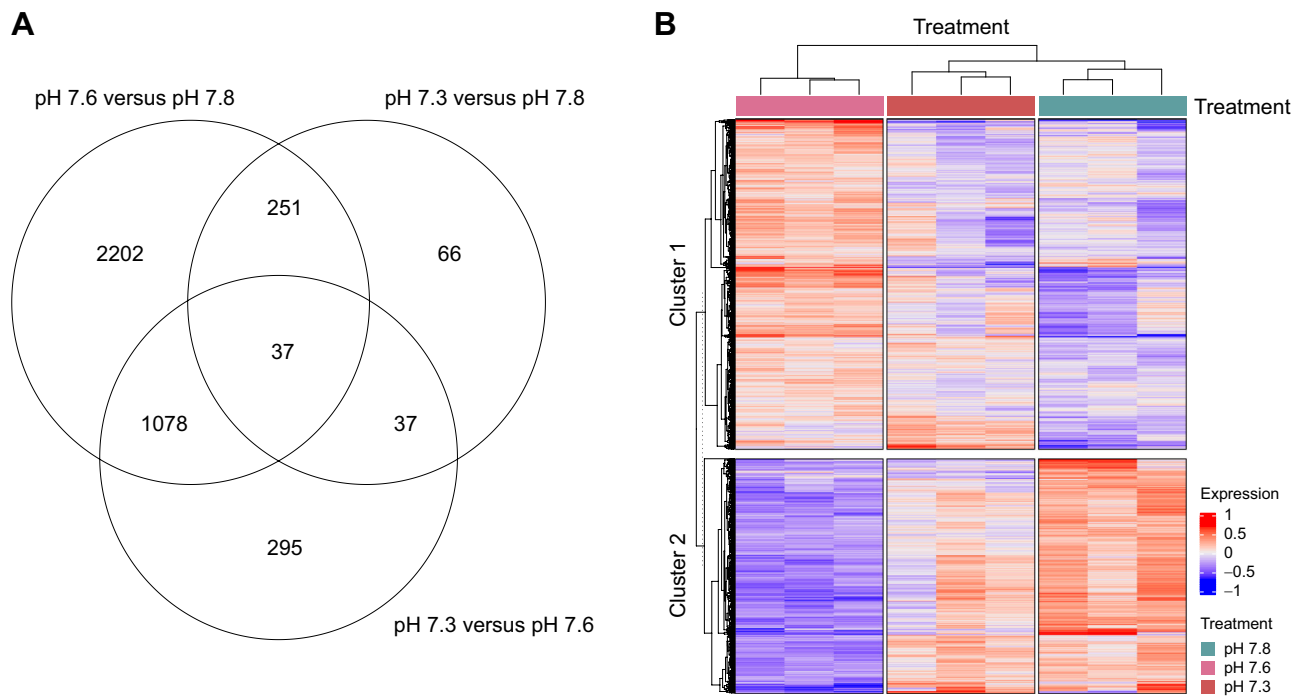 A
pH 7.6 versus pH 7.8
pH 7.3 versus pH 7.8
251
2202
66
37
1078
37
295
pH 7.3 versus pH 7.6
B
Treatment
Treatment
Cluster 1
Cluster 2
Expression
1
0.5
0
−0.5
−1
Treatment
pH 7.8
pH 7.6
pH 7.3